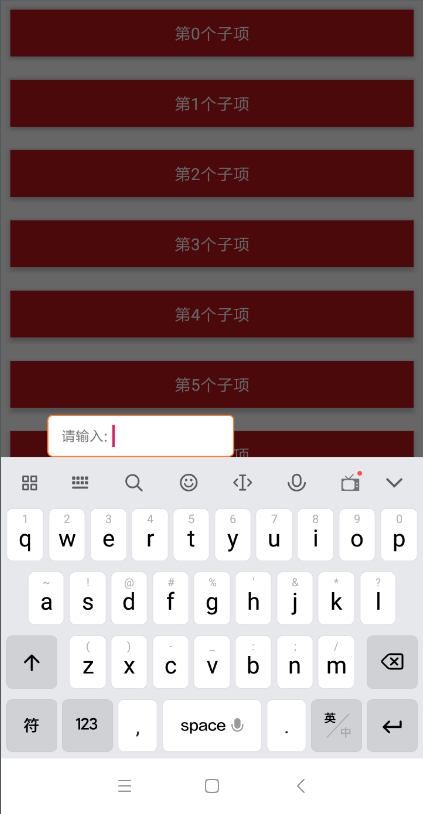 第0个子项
第1个子项
第2个子项
第3个子项
第4个子项
第5个子项
请输入:
1 2 3 4 5 6 7 8 9 0
q w e r t y u i o p
~ ! @ # % ' & * ?
a s d f g h j k l
( ) - _ : ; /
z x c v b n m
符 123 , space . 英/中